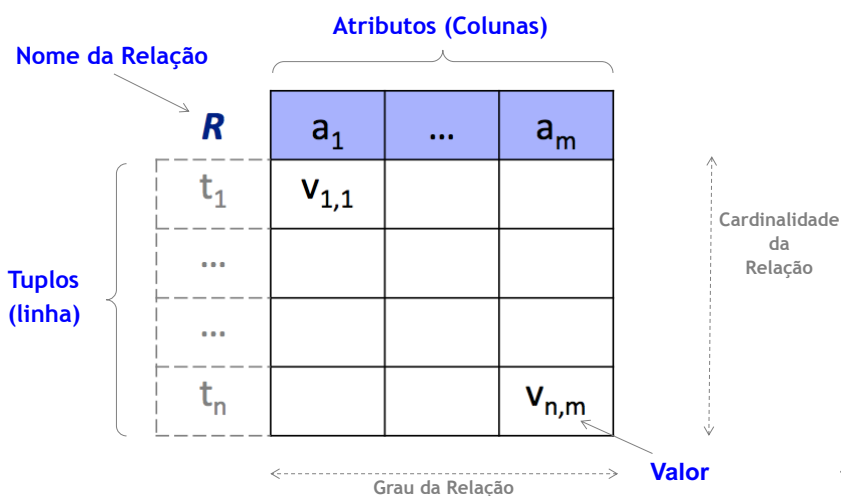 Atributos (Colunas)
Nome da Relação
R a1 ... am
t1 v1,1
...
...
tn vn,m
Tuplos
(linha)
Cardinalidade
da
Relação
Valor
Grau da Relação